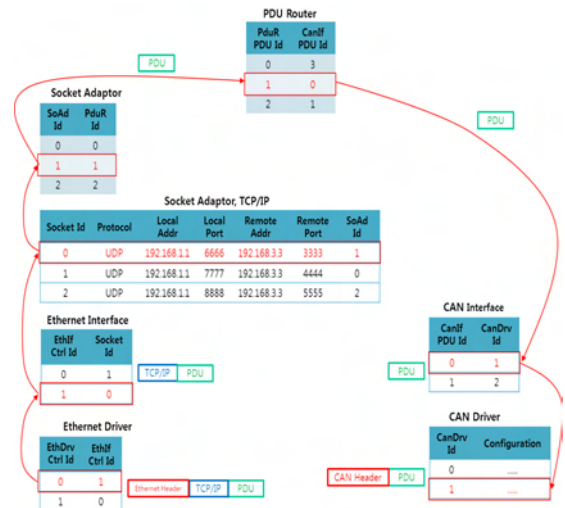 PDU Router
PduR PDU Id CanIf PDU Id
0 3
1 0
2 1
PDU
PDU
Socket Adaptor
SoAd Id PduR Id
0 0
1 1
2 2
Socket Adaptor, TCP/IP
Socket Id Protocol Local Addr Local Port Remote Addr Remote Port SoAd Id
0 UDP 192.168.1.1 6666 192.168.3.3 3333 1
1 UDP 192.168.1.1 7777 192.168.3.3 4444 0
2 UDP 192.168.1.1 8888 192.168.3.3 5555 2
Ethernet Interface
EthIf Ctrl Id Socket Id
0 1
1 0
TCP/IP PDU
Ethernet Driver
EthDrv Ctrl Id EthIf Ctrl Id
0 1
1 0
Ethernet Header TCP/IP PDU
CAN Interface
CanIf PDU Id CanDrv Id
0 1
1 2
PDU
CAN Driver
CanDrv Id Configuration
0 .....
1 .....
CAN Header PDU